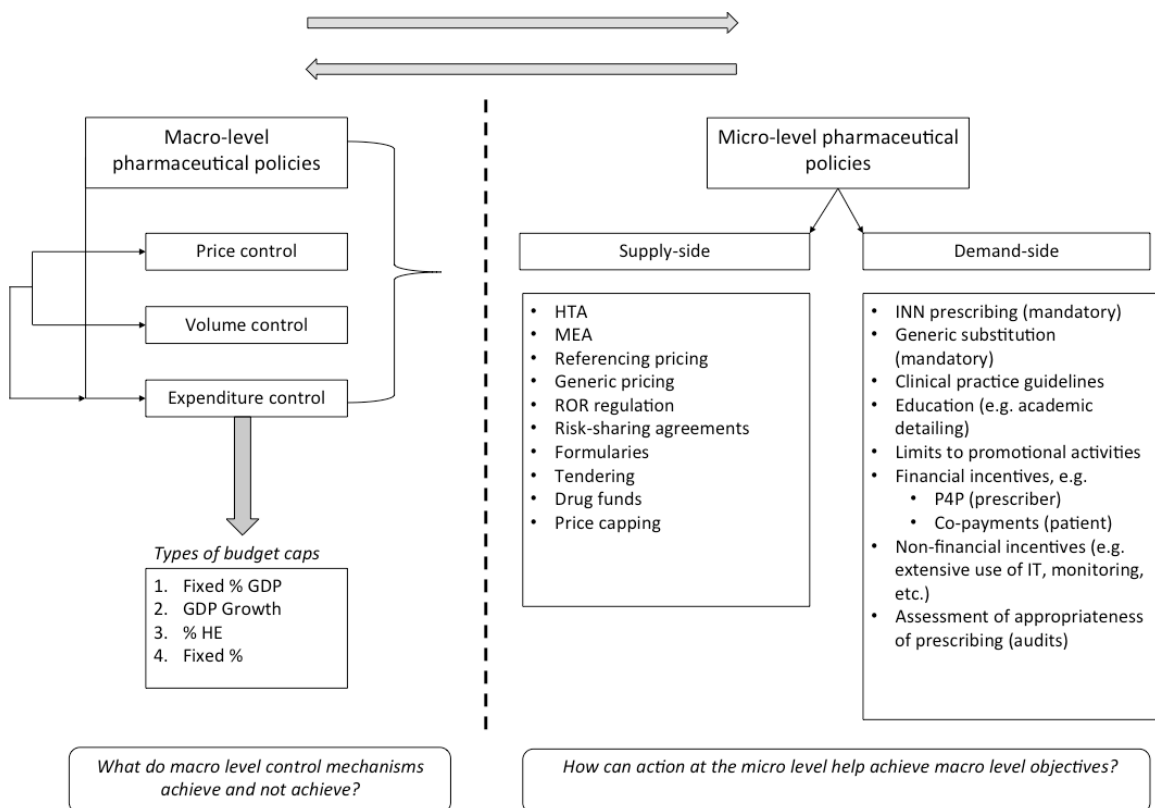 Macro-level
pharmaceutical policies
Price control
Volume control
Expenditure control
Types of budget caps
1. Fixed % GDP
2. GDP Growth
3. % HE
4. Fixed %
What do macro level control mechanisms
achieve and not achieve?
Micro-level pharmaceutical
policies
Supply-side
• HTA
• MEA
• Referencing pricing
• Generic pricing
• ROR regulation
• Risk-sharing agreements
• Formularies
• Tendering
• Drug funds
• Price capping
Demand-side
• INN prescribing (mandatory)
• Generic substitution
(mandatory)
• Clinical practice guidelines
• Education (e.g. academic
detailing)
• Limits to promotional activities
• Financial incentives, e.g.
• P4P (prescriber)
• Co-payments (patient)
• Non-financial incentives (e.g.
extensive use of IT, monitoring,
etc.)
• Assessment of appropriateness
of prescribing (audits)
How can action at the micro level help achieve macro level objectives?